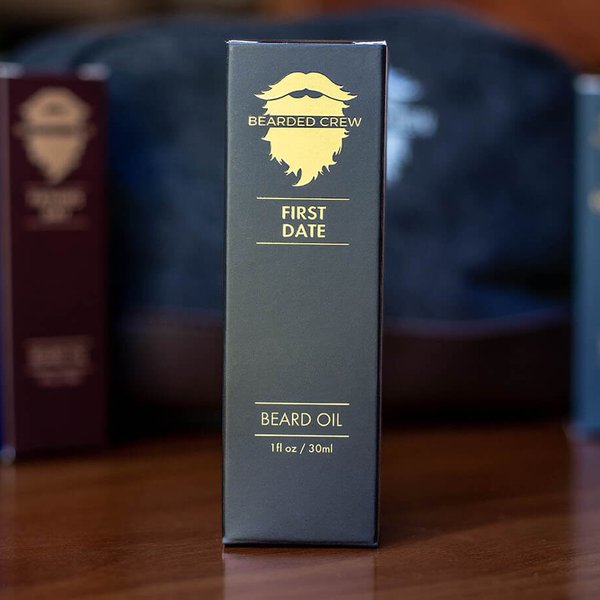 BEARDED CREW
FIRST
DATE
BEARD OIL
1fl oz / 30ml